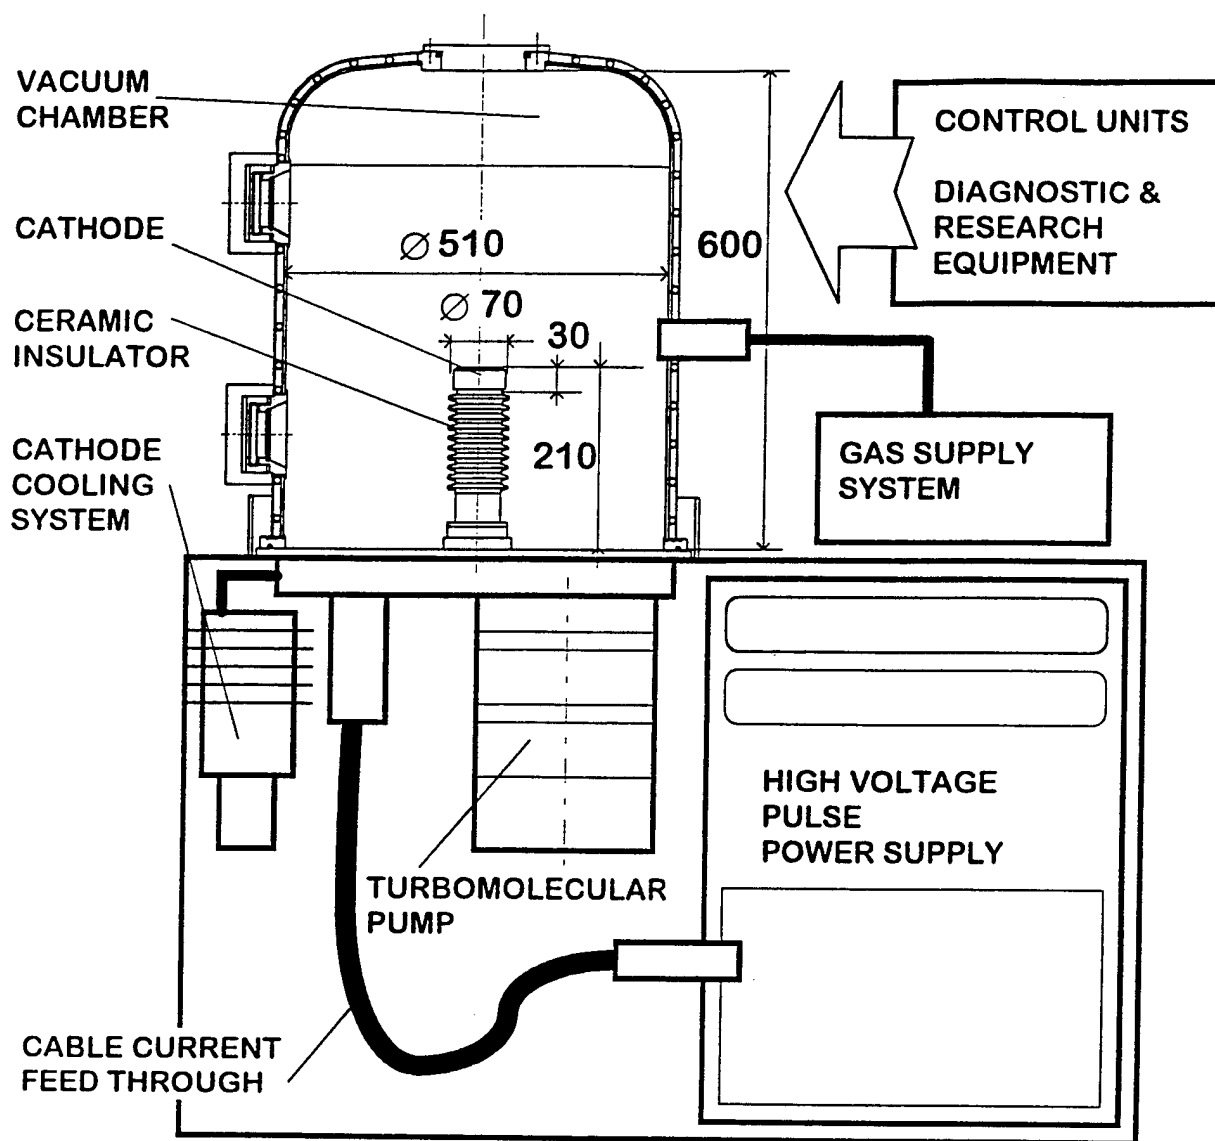 VACUUM
CHAMBER
CONTROL UNITS
DIAGNOSTIC &
RESEARCH
EQUIPMENT
CATHODE
Ø 510
600
CERAMIC
INSULATOR
Ø 70
30
CATHODE
COOLING
SYSTEM
210
GAS SUPPLY
SYSTEM
HIGH VOLTAGE
PULSE
POWER SUPPLY
TURBOMOLECULAR
PUMP
CABLE CURRENT
FEED THROUGH